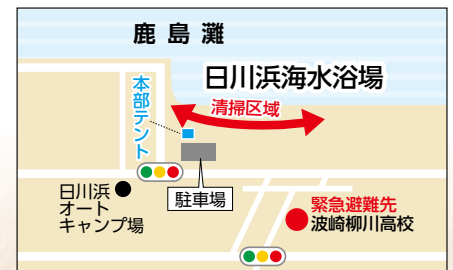 鹿島灘
日川浜海水浴場
本部テント
清掃区域
駐車場
日川浜
オート
キャンプ場
緊急避難先
波崎柳川高校